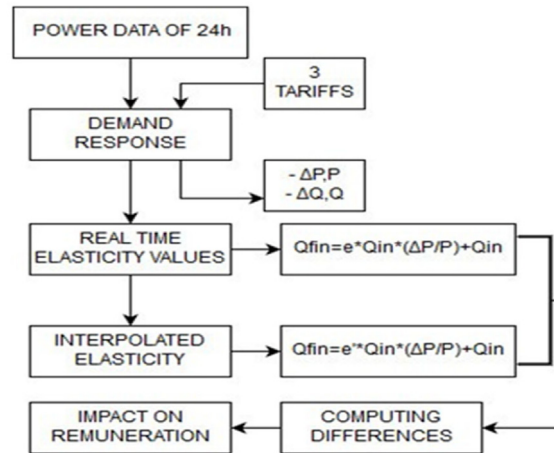 POWER DATA OF 24h
3
TARIFFS
DEMAND
RESPONSE
- ΔP,P
- ΔQ,Q
REAL TIME
ELASTICITY VALUES
Qfin=e*Qin*(ΔP/P)+Qin
INTERPOLATED
ELASTICITY
Qfin=e'*Qin*(ΔP/P)+Qin
IMPACT ON
REMUNERATION
COMPUTING
DIFFERENCES